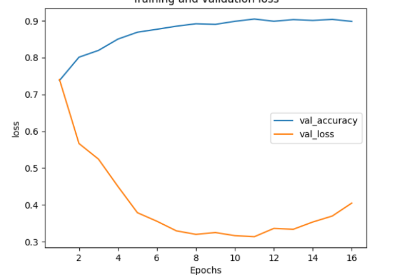 Training and validation loss
0.9
0.8
0.7
0.6
0.5
0.4
0.3
loss
val_accuracy
val_loss
2 4 6 8 10 12 14 16
Epochs